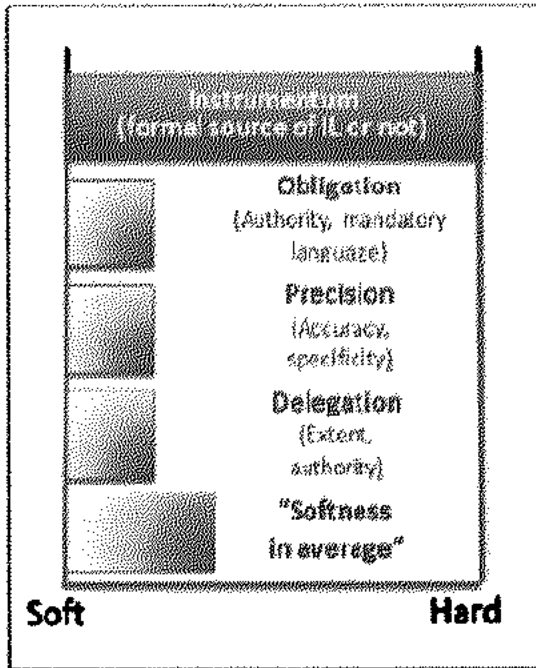 Instrumentum
(formal source of IL or not)
Obligation
(Authority, mandatory
language)
Precision
(Accuracy,
specificity)
Delegation
(Extent,
authority)
"Softness
in average"
Soft Hard